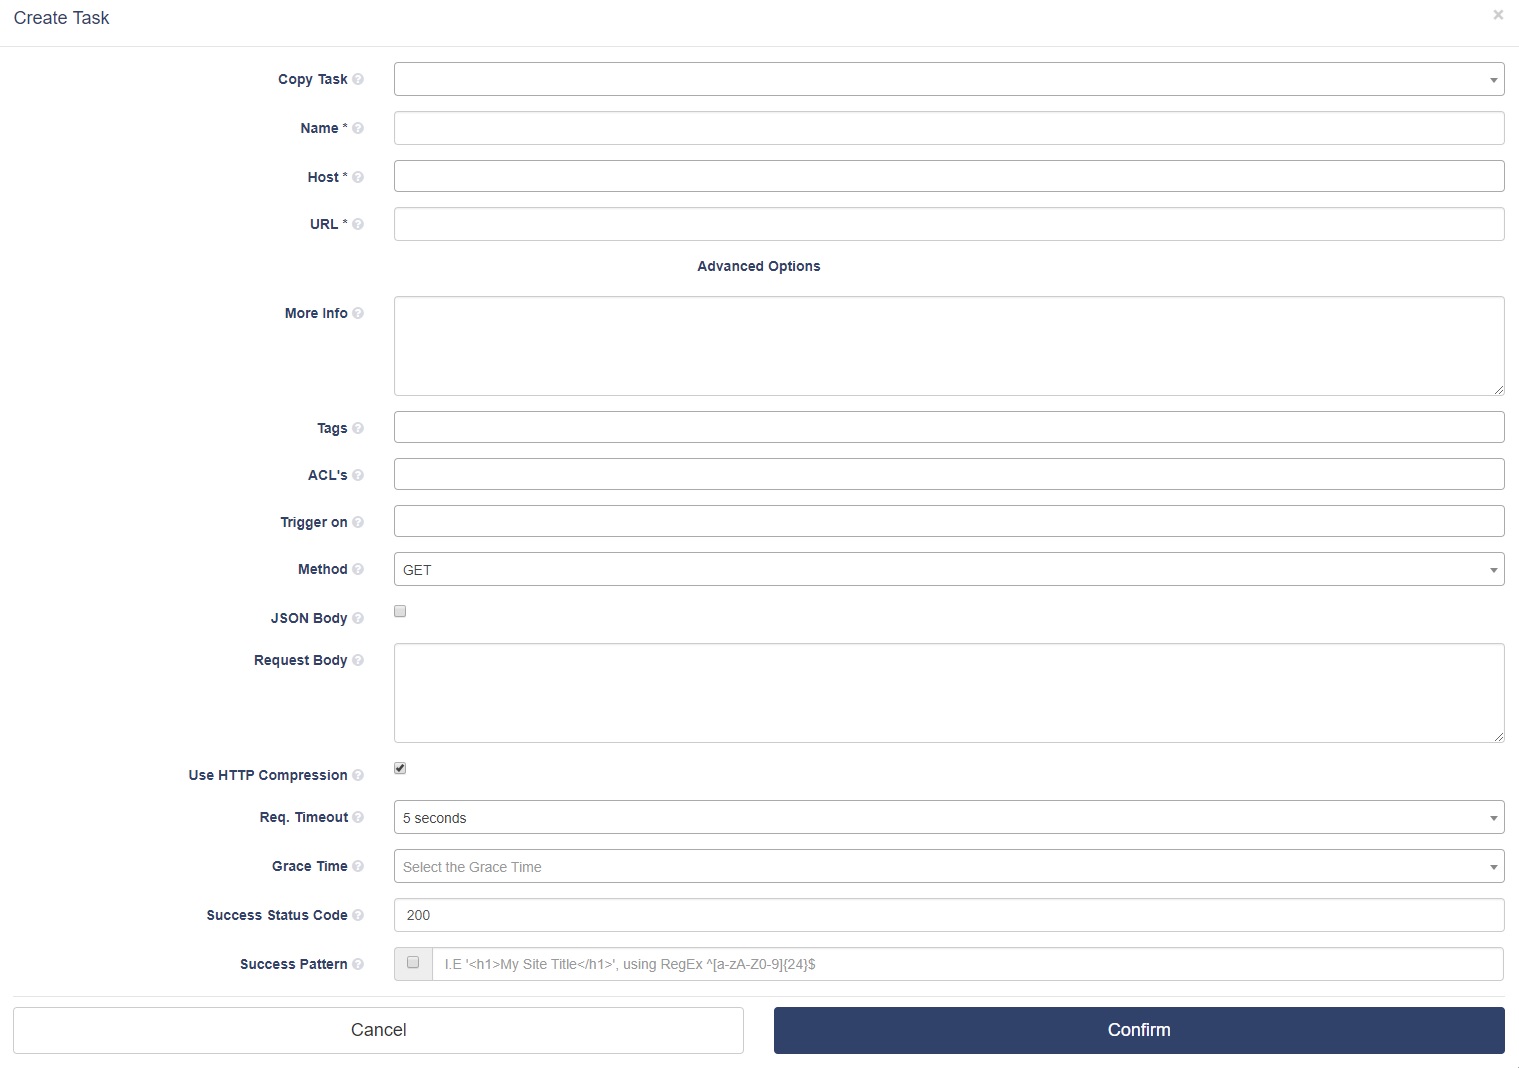 Create Task ×
Copy Task ?
Name * ?
Host * ?
URL * ?
Advanced Options
More Info ?
Tags ?
ACL's ?
Trigger on ?
Method ? GET
JSON Body ?
Request Body ?
Use HTTP Compression ?
Req. Timeout ? 5 seconds
Grace Time ? Select the Grace Time
Success Status Code ? 200
Success Pattern ? I.E '<h1>My Site Title</h1>', using RegEx ^[a-zA-Z0-9]{24}$
Cancel Confirm